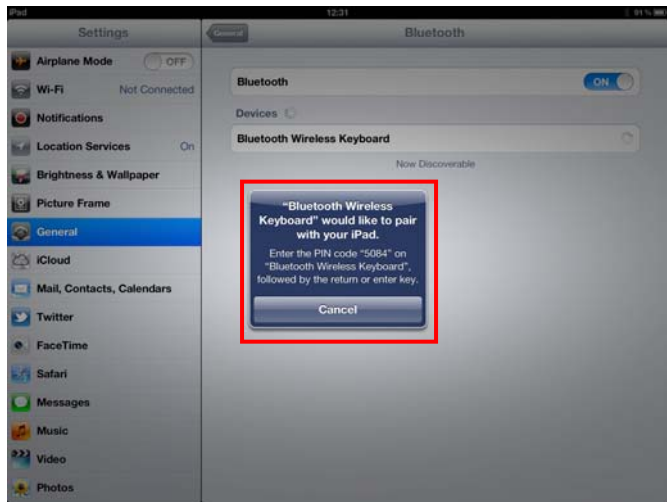 iPad 12:31 91 %
Settings
General
Bluetooth
Airplane Mode OFF
Wi-Fi Not Connected
Notifications
Location Services On
Brightness & Wallpaper
Picture Frame
General
iCloud
Mail, Contacts, Calendars
Twitter
FaceTime
Safari
Messages
Music
Video
Photos
Bluetooth ON
Devices
Bluetooth Wireless Keyboard
Now Discoverable
“Bluetooth Wireless
Keyboard” would like to pair
with your iPad.
Enter the PIN code “5084” on
“Bluetooth Wireless Keyboard”,
followed by the return or enter key.
Cancel